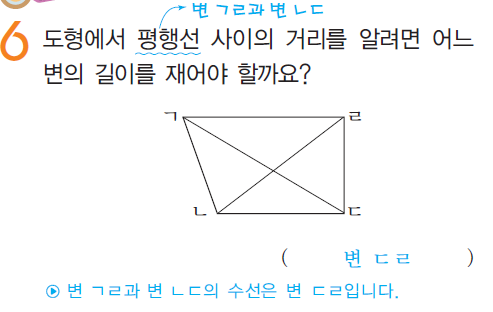 변 ㄱㄹ과 변 ㄴㄷ
6 도형에서 평행선 사이의 거리를 알려면 어느
변의 길이를 재어야 할까요?
ㄱ ㄹ
ㄴ ㄷ
( 변 ㄷㄹ )
▶ 변 ㄱㄹ과 변 ㄴㄷ의 수선은 변 ㄷㄹ입니다.